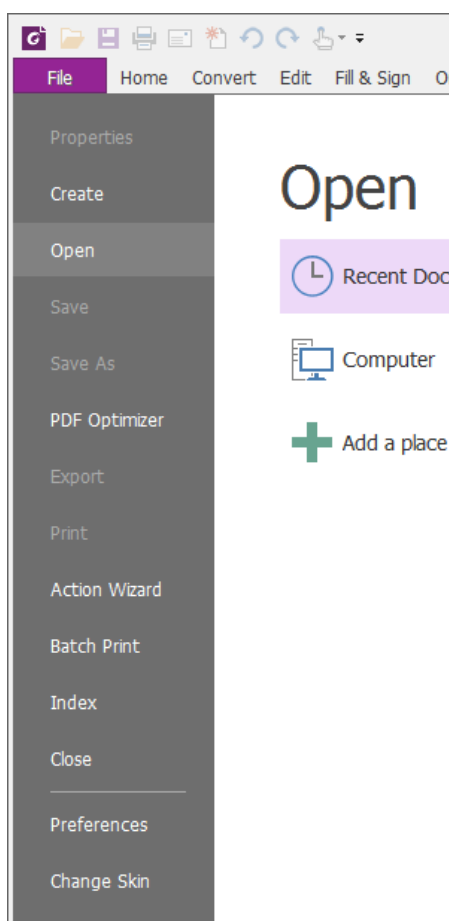 File Home Convert Edit Fill & Sign
Properties
Create
Open
Save
Save As
PDF Optimizer
Export
Print
Action Wizard
Batch Print
Index
Close
Preferences
Change Skin
Open
Recent Doc
Computer
Add a place